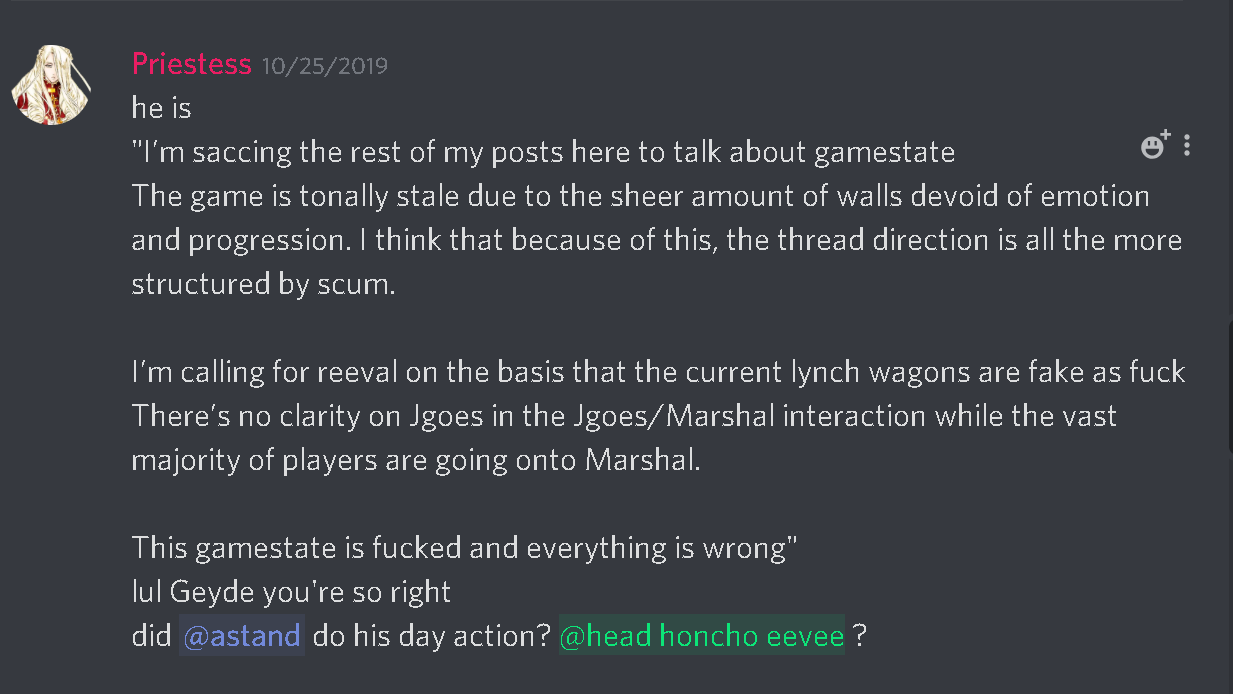 Priestess 10/25/2019
he is
"I'm saccing the rest of my posts here to talk about gamestate
The game is tonally stale due to the sheer amount of walls devoid of emotion
and progression. I think that because of this, the thread direction is all the more
structured by scum.
I'm calling for reeval on the basis that the current lynch wagons are fake as fuck
There's no clarity on Jgoes in the Jgoes/Marshal interaction while the vast
majority of players are going onto Marshal.
This gamestate is fucked and everything is wrong"
lul Geyde you're so right
did @astand do his day action? @head honcho eevee ?